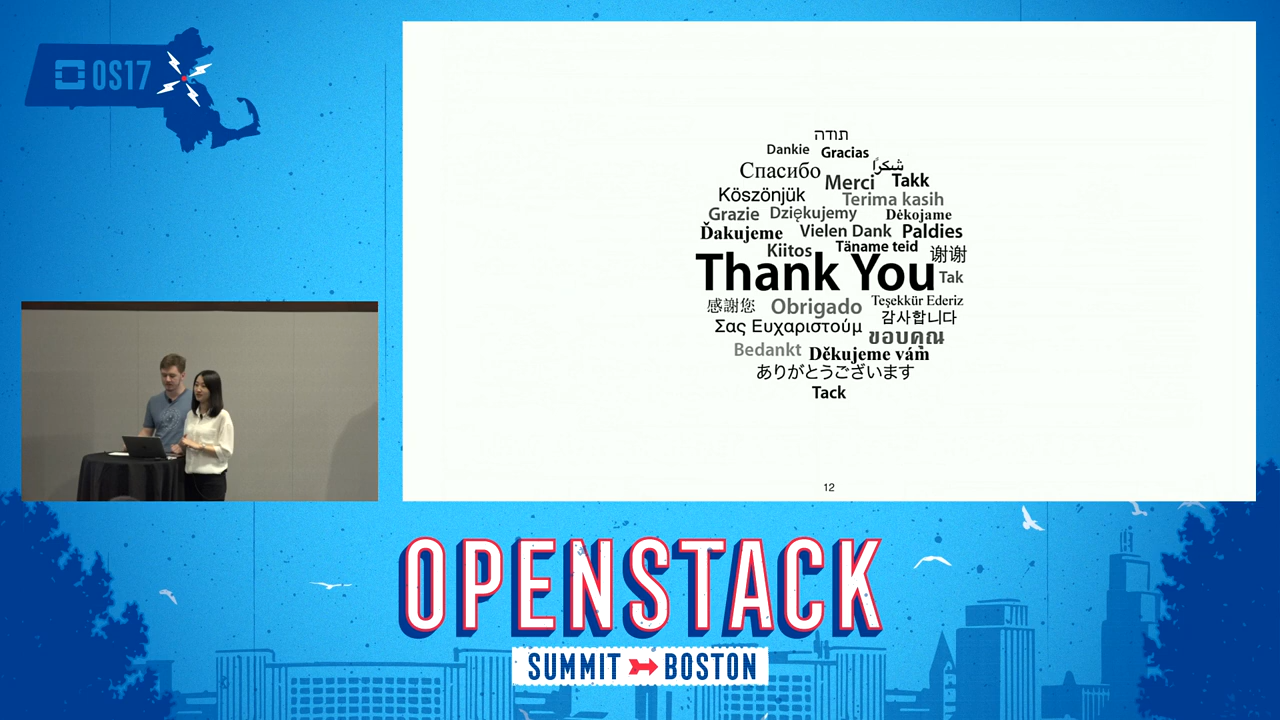 OS17
תודה
Dankie Gracias
Спасибо شكراً
Merci Takk
Köszönjük Terima kasih
Grazie Dziękujemy Dėkojame
Ďakujeme Vielen Dank Paldies
Kiitos Täname teid 谢谢
Thank You Tak
感謝您 Obrigado Teşekkür Ederiz
Σας Ευχαριστούμ 감사합니다
ขอบคุณ
Bedankt Děkujeme vám
ありがとうございます
Tack
12
OPENSTACK
SUMMIT BOSTON